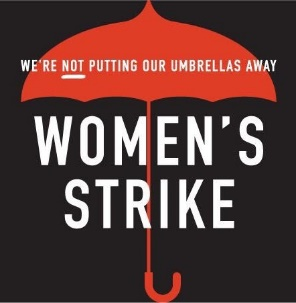 WE'RE NOT PUTTING OUR UMBRELLAS AWAY
WOMEN'S
STRIKE